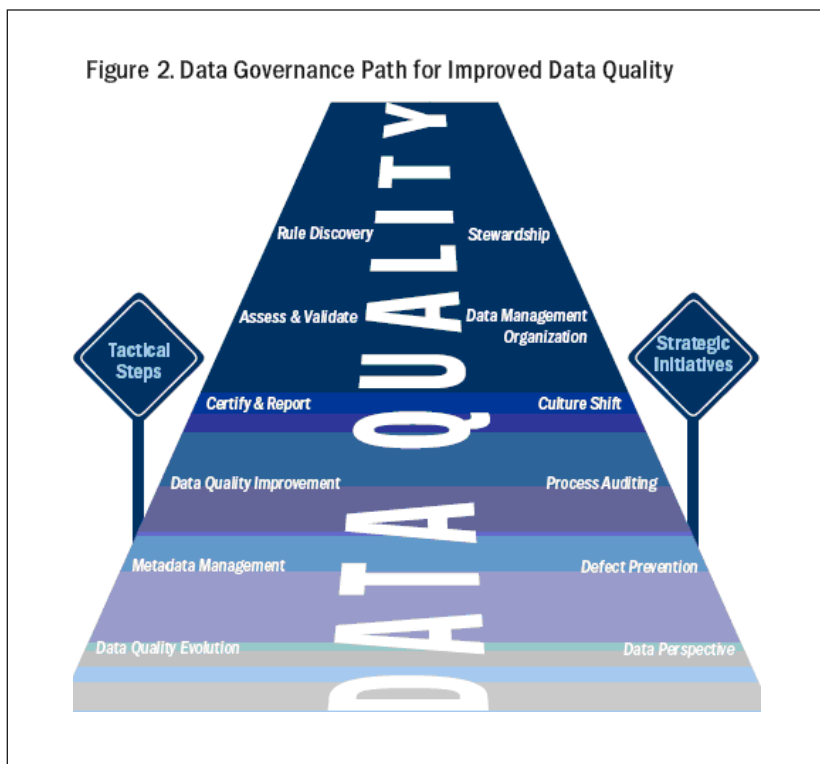 Figure 2. Data Governance Path for Improved Data Quality
DATA QUALITY
Rule Discovery
Stewardship
Assess & Validate
Data Management
Organization
Tactical
Steps
Strategic
Initiatives
Certify & Report
Culture Shift
Data Quality Improvement
Process Auditing
Metadata Management
Defect Prevention
Data Quality Evolution
Data Perspective